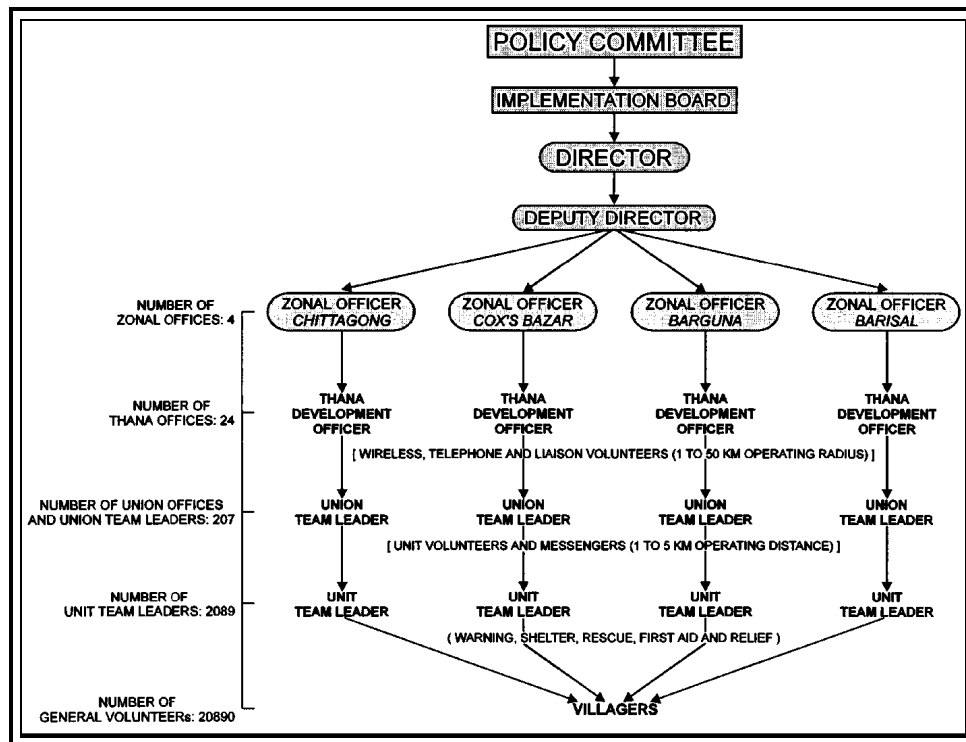 POLICY COMMITTEE
IMPLEMENTATION BOARD
DIRECTOR
DEPUTY DIRECTOR
NUMBER OF
ZONAL OFFICES: 4
ZONAL OFFICER
CHITTAGONG
ZONAL OFFICER
COX'S BAZAR
ZONAL OFFICER
BARGUNA
ZONAL OFFICER
BARISAL
NUMBER OF
THANA OFFICES: 24
THANA
DEVELOPMENT
OFFICER
THANA
DEVELOPMENT
OFFICER
THANA
DEVELOPMENT
OFFICER
THANA
DEVELOPMENT
OFFICER
[ WIRELESS, TELEPHONE AND LIAISON VOLUNTEERS (1 TO 50 KM OPERATING RADIUS) ]
NUMBER OF UNION OFFICES
AND UNION TEAM LEADERS: 207
UNION
TEAM LEADER
UNION
TEAM LEADER
UNION
TEAM LEADER
UNION
TEAM LEADER
[ UNIT VOLUNTEERS AND MESSENGERS (1 TO 5 KM OPERATING DISTANCE) ]
NUMBER OF
UNIT TEAM LEADERS: 2089
UNIT
TEAM LEADER
UNIT
TEAM LEADER
UNIT
TEAM LEADER
UNIT
TEAM LEADER
( WARNING, SHELTER, RESCUE, FIRST AID AND RELIEF )
NUMBER OF
GENERAL VOLUNTEERs: 20890
VILLAGERS